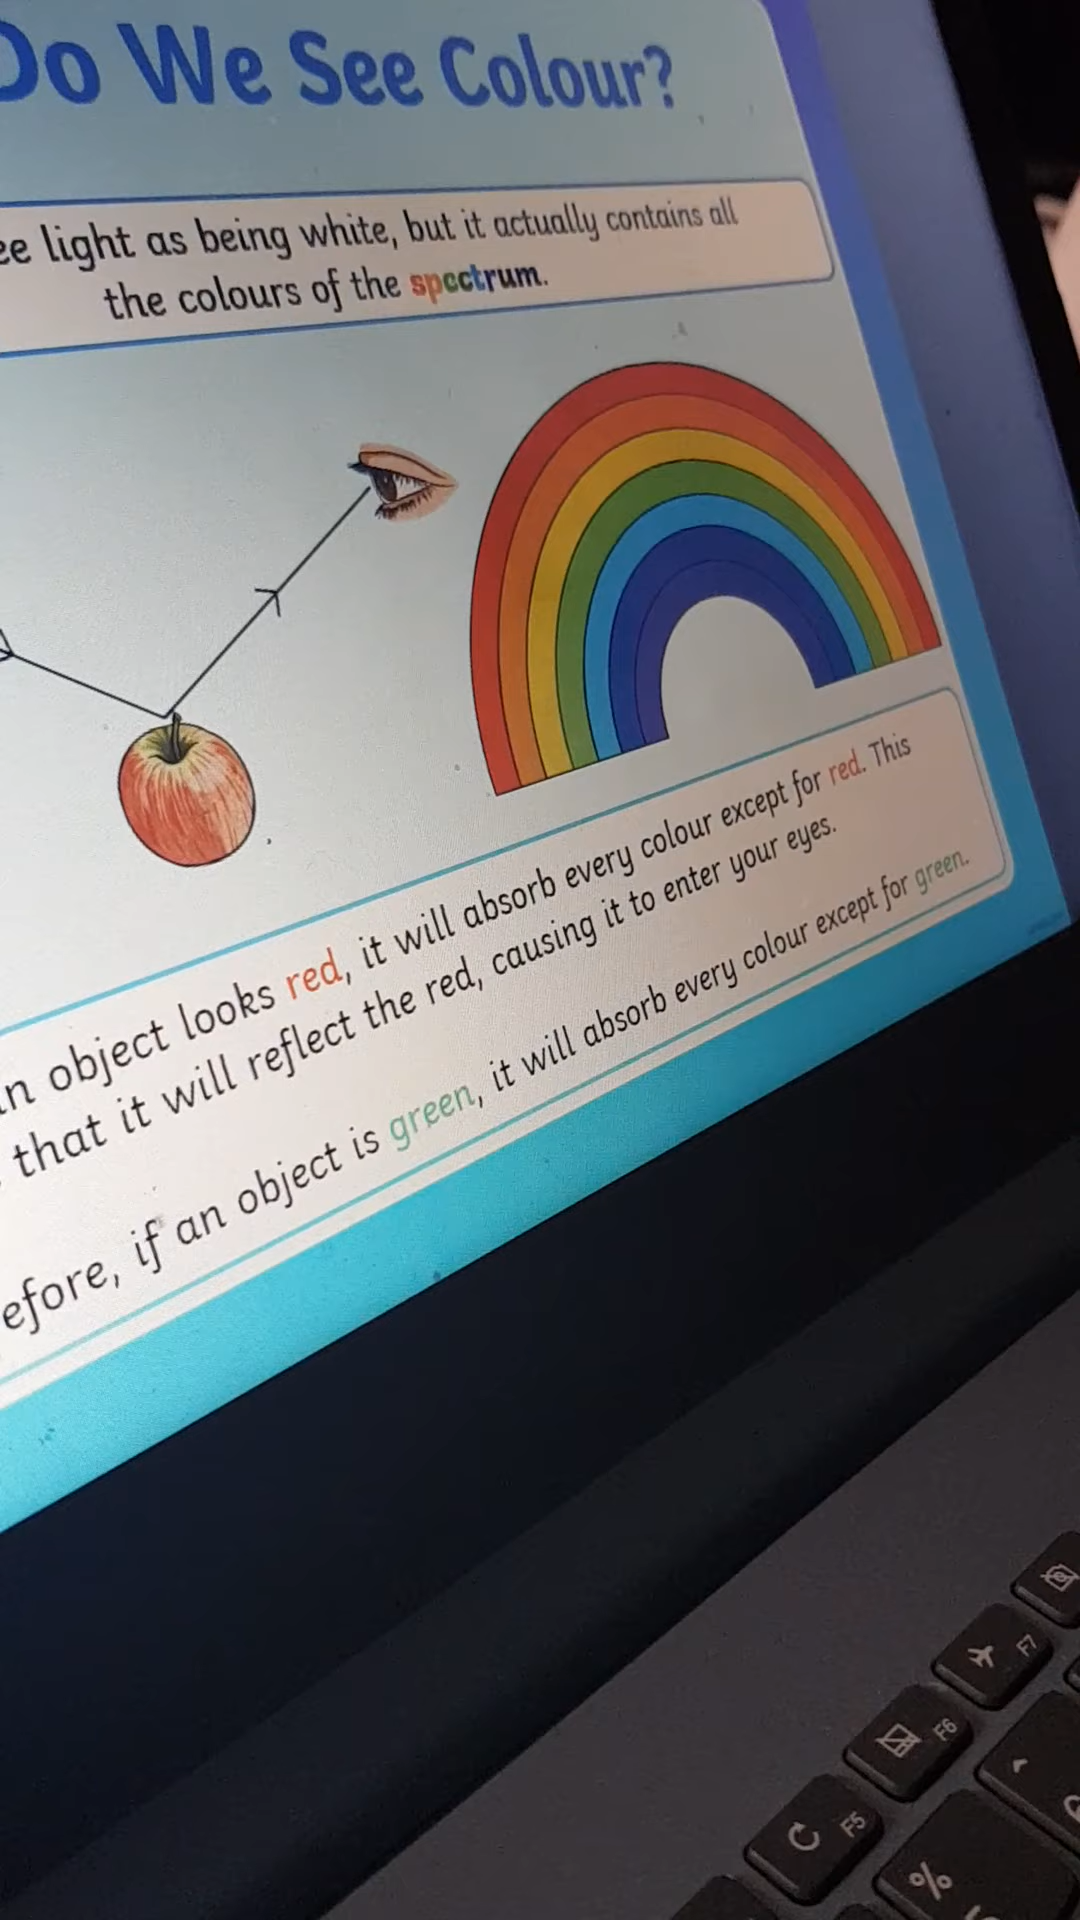 Do We See Colour?
ee light as being white, but it actually contains all
the colours of the spectrum.
n object looks red, it will absorb every colour except for red. This
that it will reflect the red, causing it to enter your eyes.
efore, if an object is green, it will absorb every colour except for green.
F7
F6
F5
%